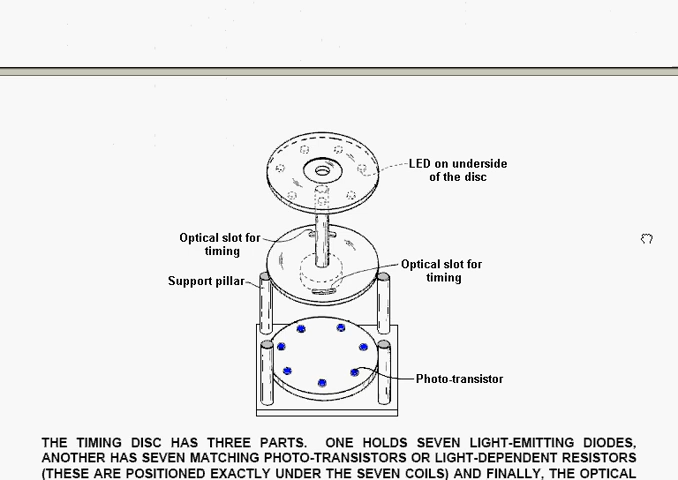 LED on underside
of the disc
Optical slot for
timing
Optical slot for
timing
Support pillar
Photo-transistor
THE TIMING DISC HAS THREE PARTS. ONE HOLDS SEVEN LIGHT-EMITTING DIODES,
ANOTHER HAS SEVEN MATCHING PHOTO-TRANSISTORS OR LIGHT-DEPENDENT RESISTORS
(THESE ARE POSITIONED EXACTLY UNDER THE SEVEN COILS) AND FINALLY, THE OPTICAL